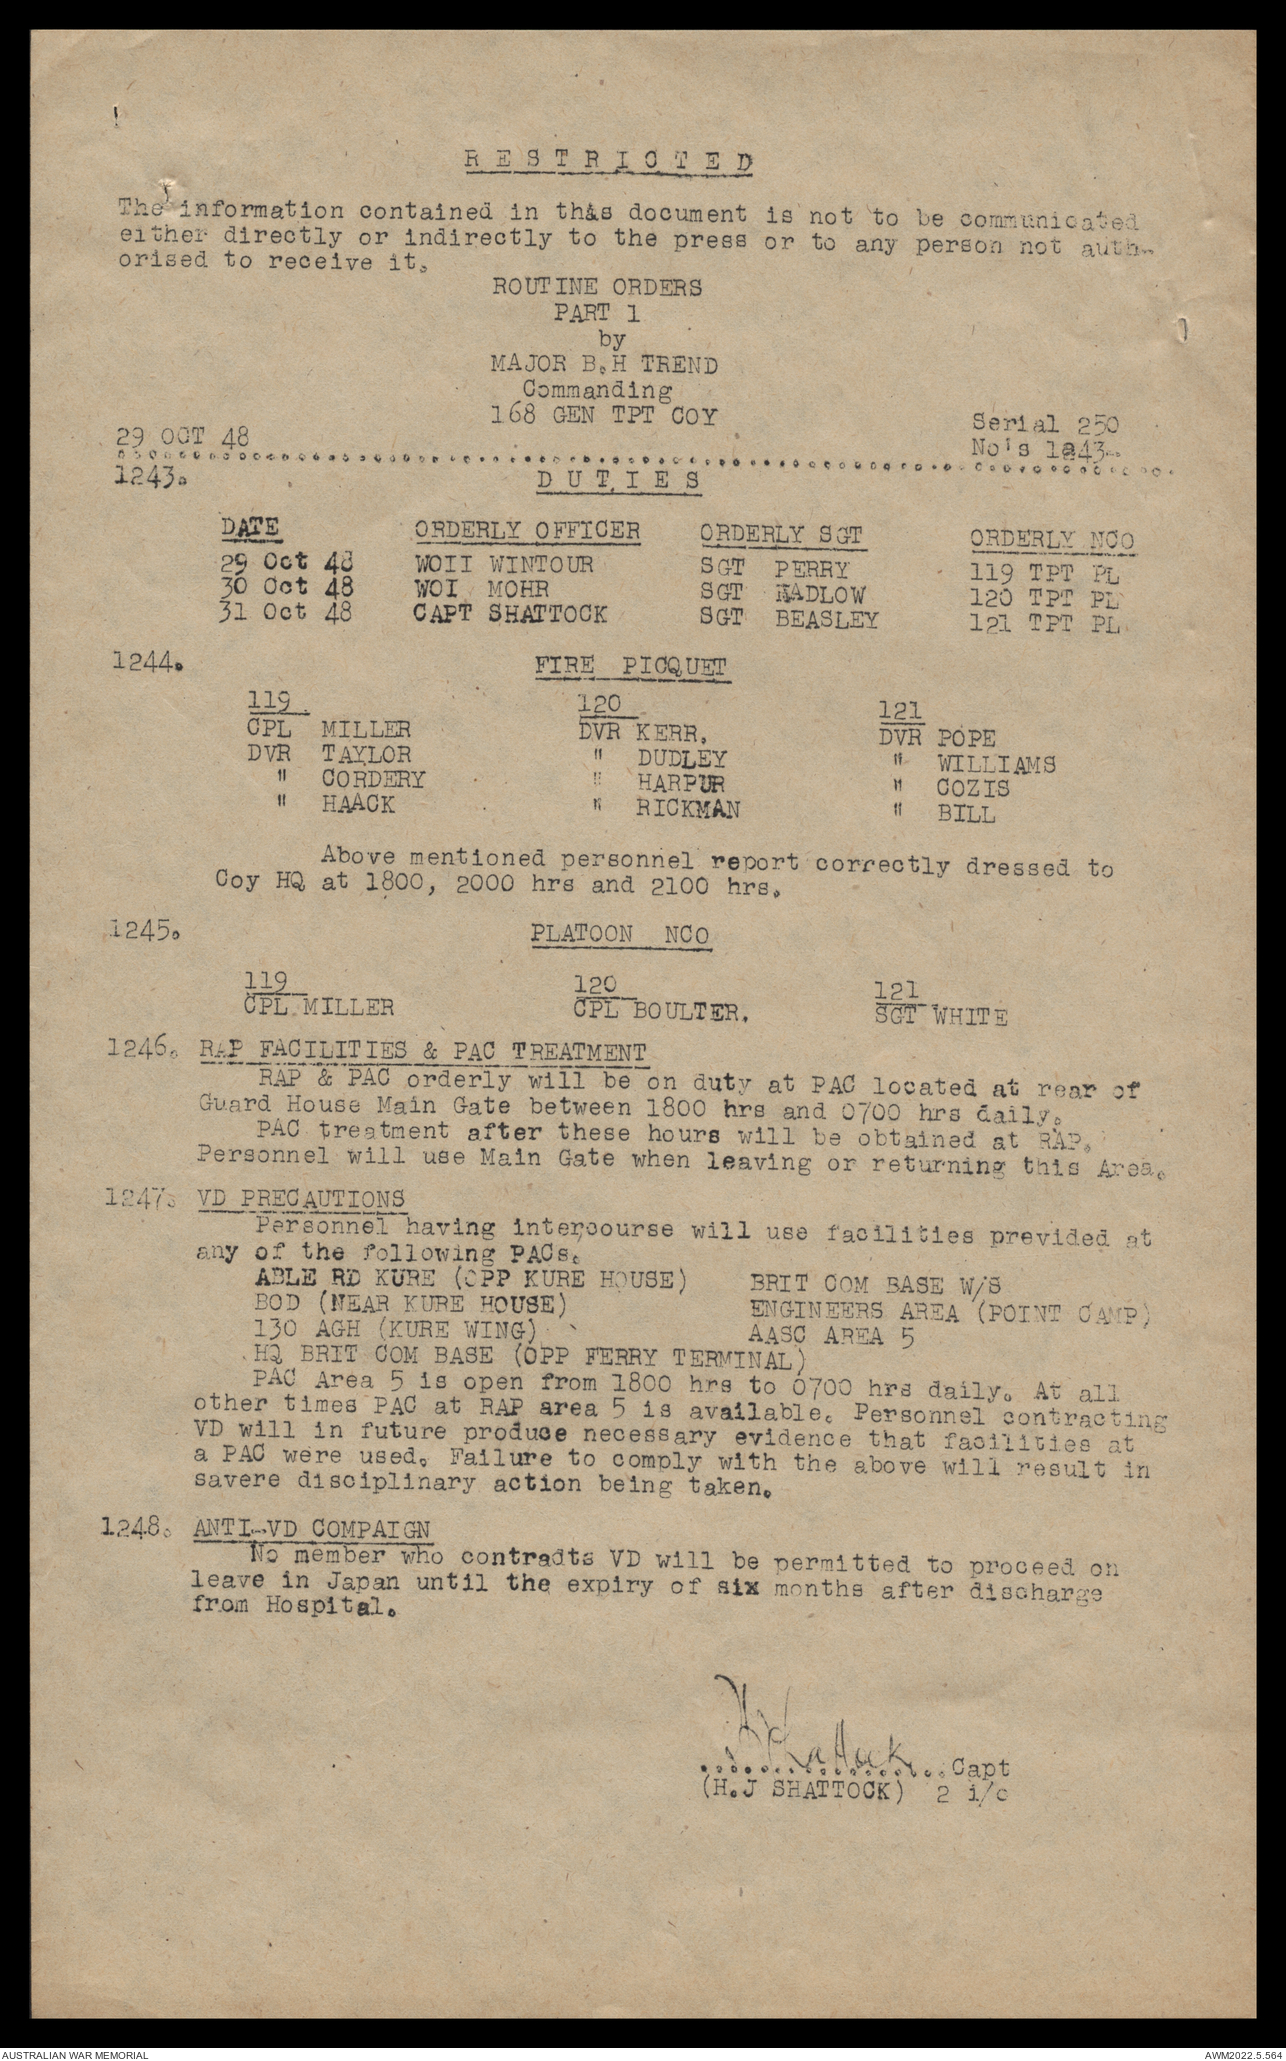 R E S T R I C T E D
The information contained in this document is not to be communicated
either directly or indirectly to the press or to any person not auth-
orised to receive it.
ROUTINE ORDERS
PART 1
by
MAJOR B.H TREND
Commanding
168 GEN TPT COY
Serial 250
29 OCT 48
No's 1243-
1243. D U T I E S
DATE ORDERLY OFFICER ORDERLY SGT ORDERLY NCO
29 Oct 48 WOII WINTOUR SGT PERRY 119 TPT PL
30 Oct 48 WOI MOHR SGT RADLOW 120 TPT PL
31 Oct 48 CAPT SHATTOCK SGT BEASLEY 121 TPT PL
1244. FIRE PICQUET
119 120 121
CPL MILLER DVR KERR. DVR POPE
DVR TAYLOR " DUDLEY " WILLIAMS
" CORDERY " HARPUR " COZIS
" HAACK " RICKMAN " BILL
Above mentioned personnel report correctly dressed to
Coy HQ at 1800, 2000 hrs and 2100 hrs.
1245. PLATOON NCO
119 120 121
CPL MILLER CPL BOULTER. SGT WHITE
1246. RAP FACILITIES & PAC TREATMENT
RAP & PAC orderly will be on duty at PAC located at rear of
Guard House Main Gate between 1800 hrs and 0700 hrs daily.
PAC treatment after these hours will be obtained at RAP.
Personnel will use Main Gate when leaving or returning this Area.
1247. VD PRECAUTIONS
Personnel having intercourse will use facilities previded at
any of the following PACs.
ABLE RD KURE (OPP KURE HOUSE) BRIT COM BASE W/S
BOD (NEAR KURE HOUSE) ENGINEERS AREA (POINT CAMP)
130 AGH (KURE WING) AASC AREA 5
HQ BRIT COM BASE (OPP FERRY TERMINAL)
PAC Area 5 is open from 1800 hrs to 0700 hrs daily. At all
other times PAC at RAP area 5 is available. Personnel contracting
VD will in future produce necessary evidence that facilities at
a PAC were used. Failure to comply with the above will result in
savere disciplinary action being taken.
1248. ANTI-VD COMPAIGN
No member who contradts VD will be permitted to proceed on
leave in Japan until the expiry of six months after discharge
from Hospital.
HJShattock
.................Capt
(H.J SHATTOCK) 2 i/c
AUSTRALIAN WAR MEMORIAL AWM2022.5.564